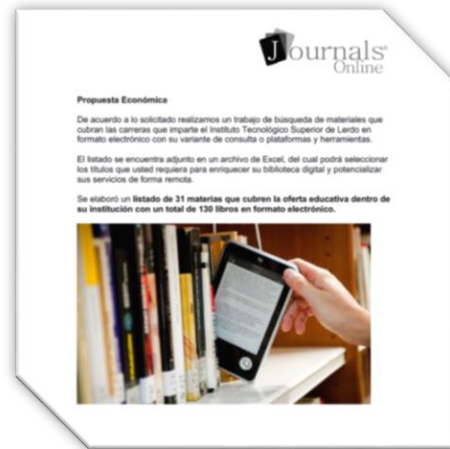 Journals®
Online
Propuesta Económica
De acuerdo a lo solicitado realizamos un trabajo de búsqueda de materiales que
cubran las carreras que imparte el Instituto Tecnológico Superior de Lerdo en
formato electrónico con su variante de consulta o plataformas y herramientas.
El listado se encuentra adjunto en un archivo de Excel, del cual podrá seleccionar
los títulos que usted requiera para enriquecer su biblioteca digital y potencializar
sus servicios de forma remota.
Se elaboró un listado de 31 materias que cubren la oferta educativa dentro de
su institución con un total de 130 libros en formato electrónico.